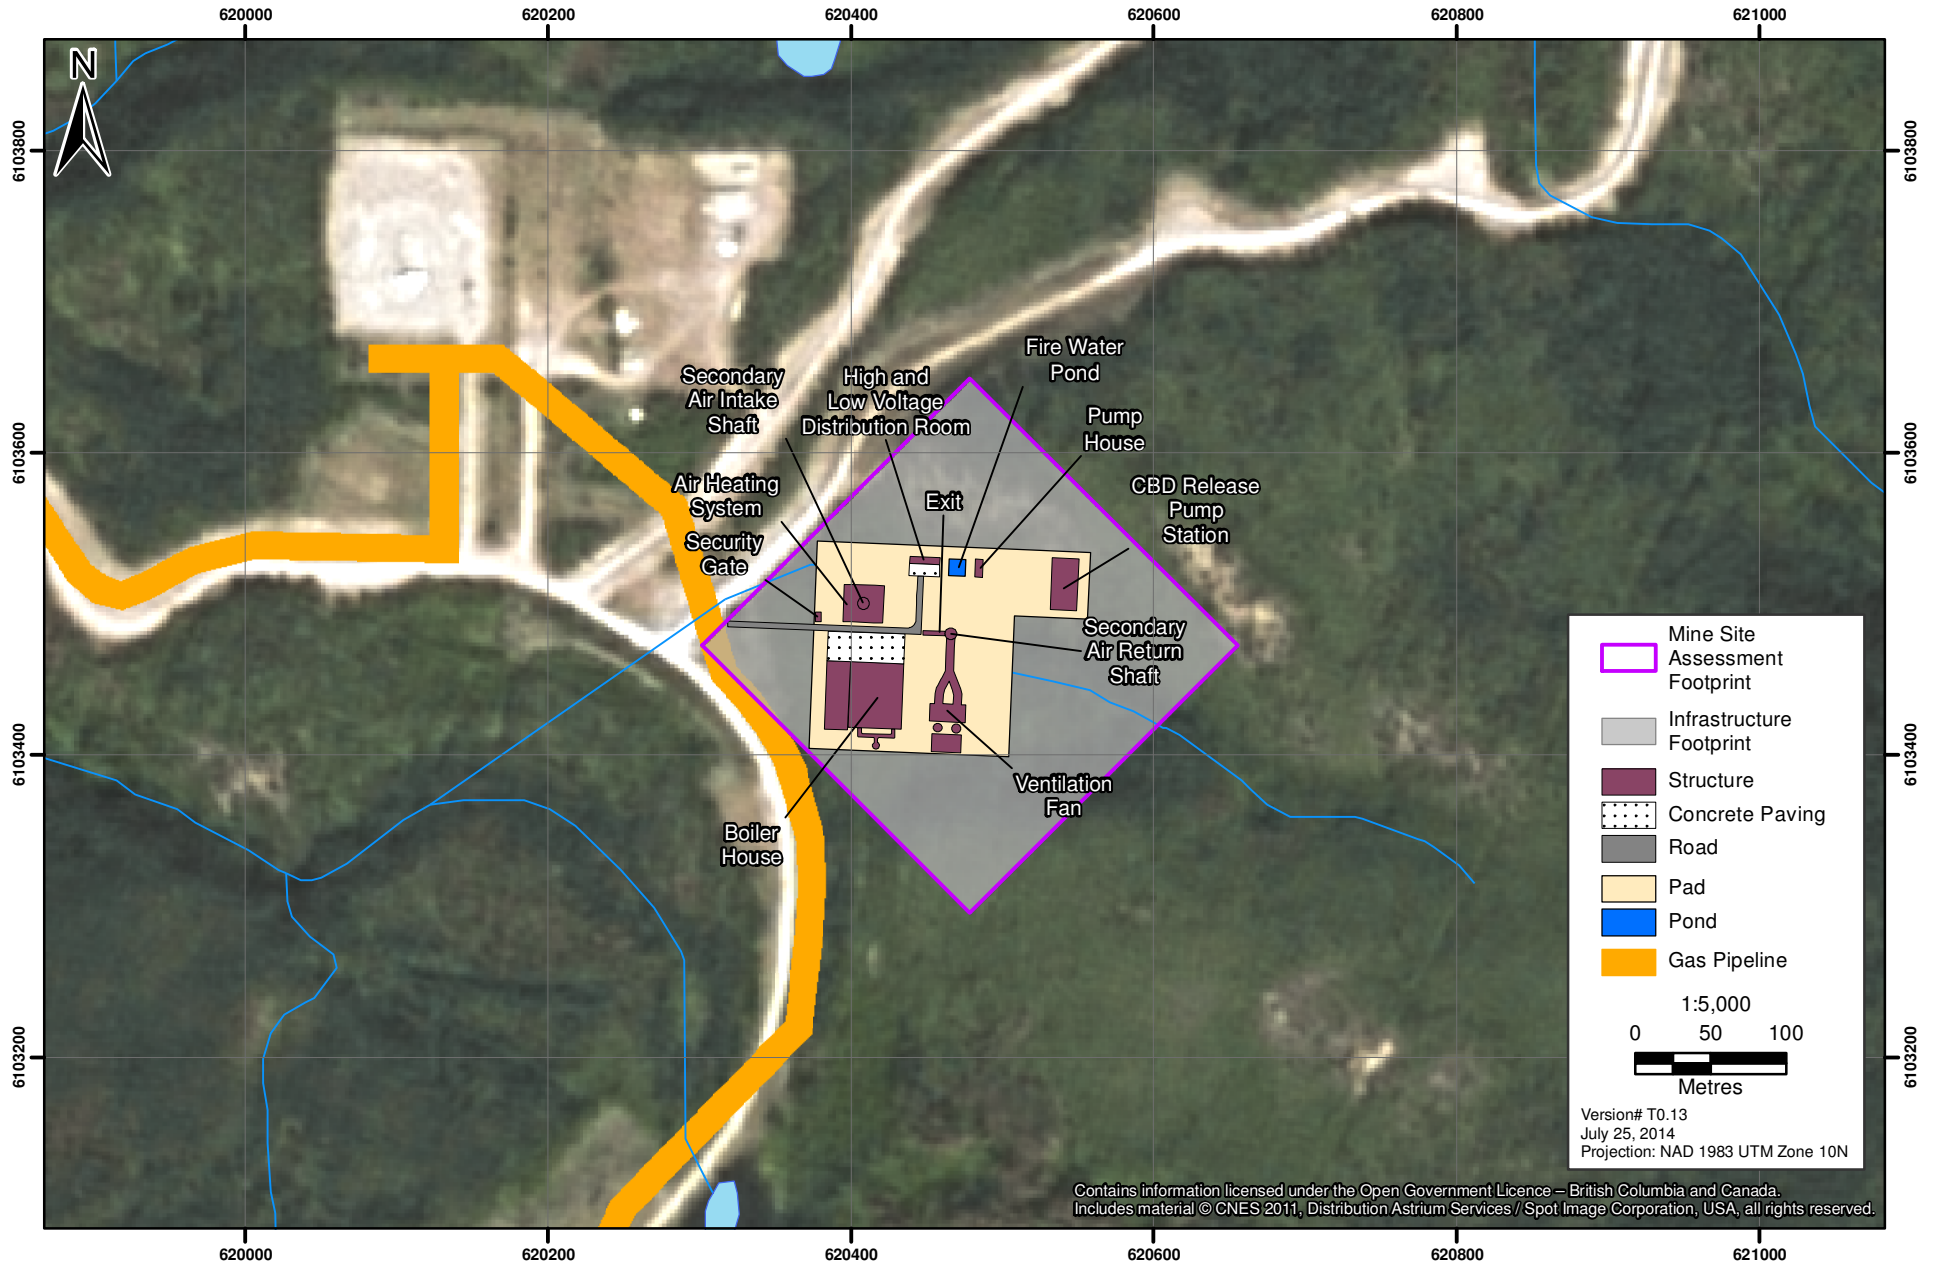 620000
620200
620400
620600
620800
621000
N
6103800
6103800
Fire Water
Pond
Secondary
Air Intake
Shaft
High and
Low Voltage
Distribution Room
Pump
House
6103600
6103600
Air Heating
System
Exit
CBD Release
Pump
Station
Security
Gate
Secondary
Air Return
Shaft
6103400
6103400
Ventilation
Fan
Boiler
House
6103200
6103200
Mine Site
Assessment
Footprint
Infrastructure
Footprint
Structure
Concrete Paving
Road
Pad
Pond
Gas Pipeline
1:5,000
0 50 100
Metres
Version# T0.13
July 25, 2014
Projection: NAD 1983 UTM Zone 10N
Contains information licensed under the Open Government Licence – British Columbia and Canada.
Includes material © CNES 2011, Distribution Astrium Services / Spot Image Corporation, USA, all rights reserved.
620000
620200
620400
620600
620800
621000